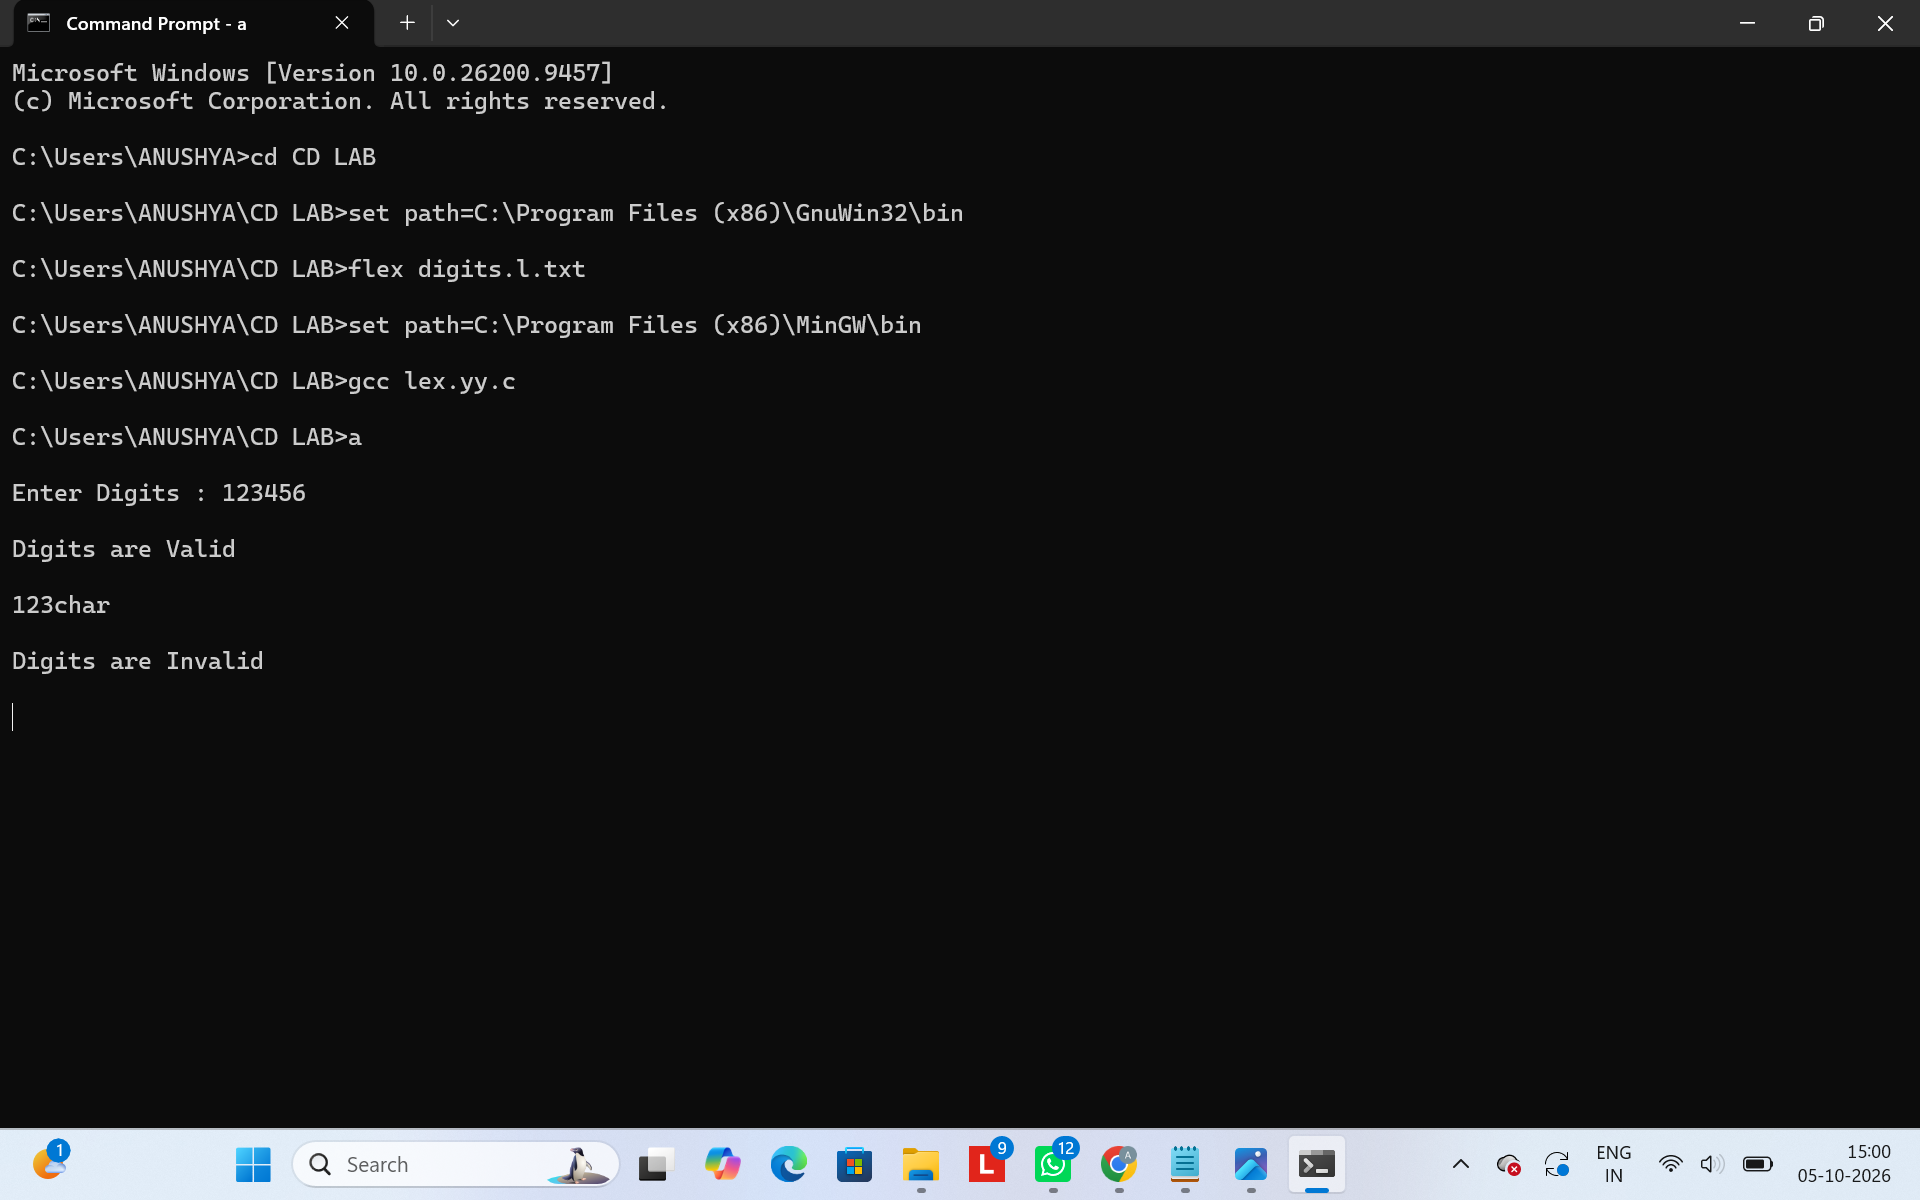 Command Prompt - a
Microsoft Windows [Version 10.0.26200.9457]
(c) Microsoft Corporation. All rights reserved.
C:\Users\ANUSHYA>cd CD LAB
C:\Users\ANUSHYA\CD LAB>set path=C:\Program Files (x86)\GnuWin32\bin
C:\Users\ANUSHYA\CD LAB>flex digits.l.txt
C:\Users\ANUSHYA\CD LAB>set path=C:\Program Files (x86)\MinGW\bin
C:\Users\ANUSHYA\CD LAB>gcc lex.yy.c
C:\Users\ANUSHYA\CD LAB>a
Enter Digits : 123456
Digits are Valid
123char
Digits are Invalid
1
Search
9
L
12
A
ENG
IN
15:00
05-10-2026